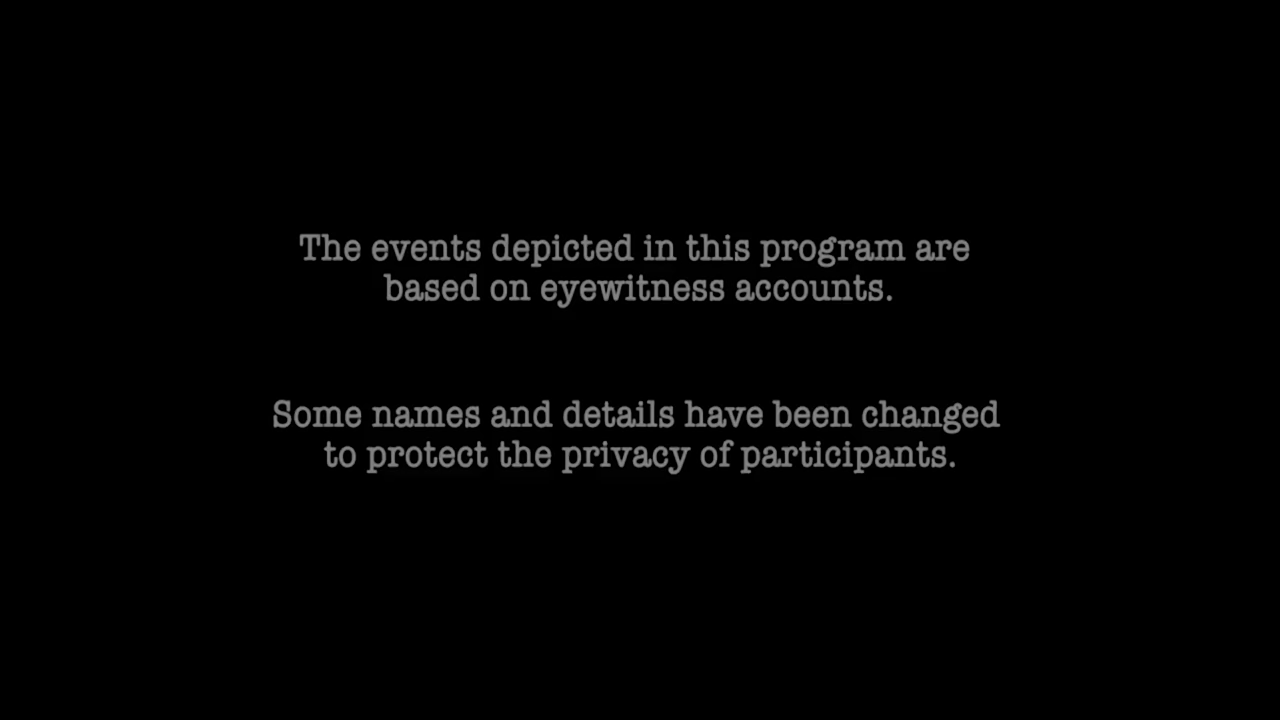 The events depicted in this program are
based on eyewitness accounts.
Some names and details have been changed
to protect the privacy of participants.